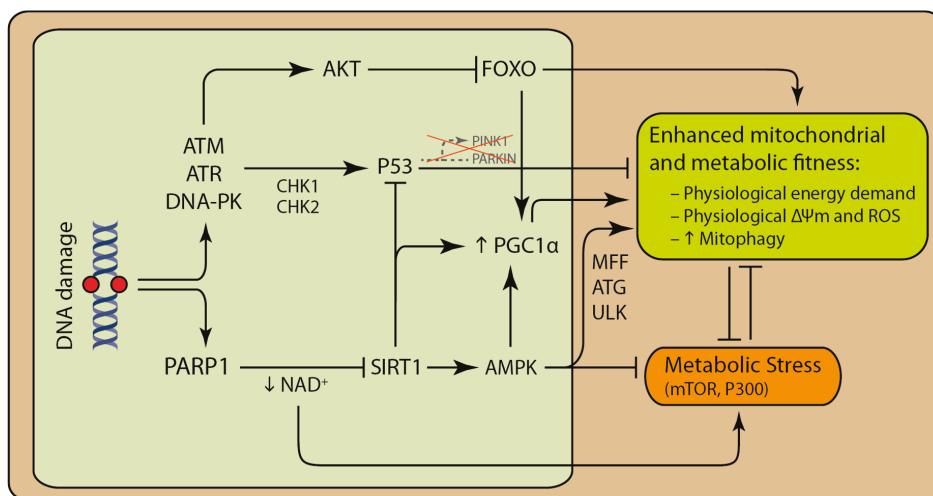 AKT
FOXO
PINK1
PARKIN
ATM
ATR
DNA-PK
CHK1
CHK2
P53
Enhanced mitochondrial
and metabolic fitness:
– Physiological energy demand
– Physiological ΔΨm and ROS
– ↑ Mitophagy
↑ PGC1α
MFF
ATG
ULK
DNA damage
PARP1
↓ NAD⁺
SIRT1
AMPK
Metabolic Stress
(mTOR, P300)